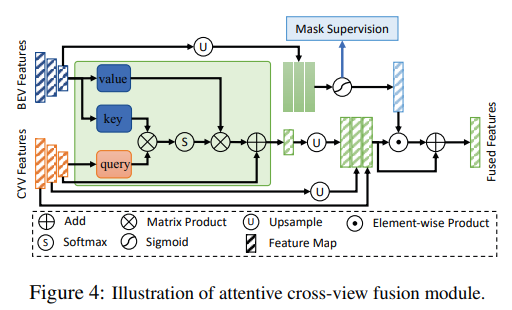 Mask Supervision
U
BEV Features
value
key
S
query
U
CYV Features
U
Fused Features
Add
Matrix Product
U Upsample
Element-wise Product
S Softmax
Sigmoid
Feature Map
Figure 4: Illustration of attentive cross-view fusion module.